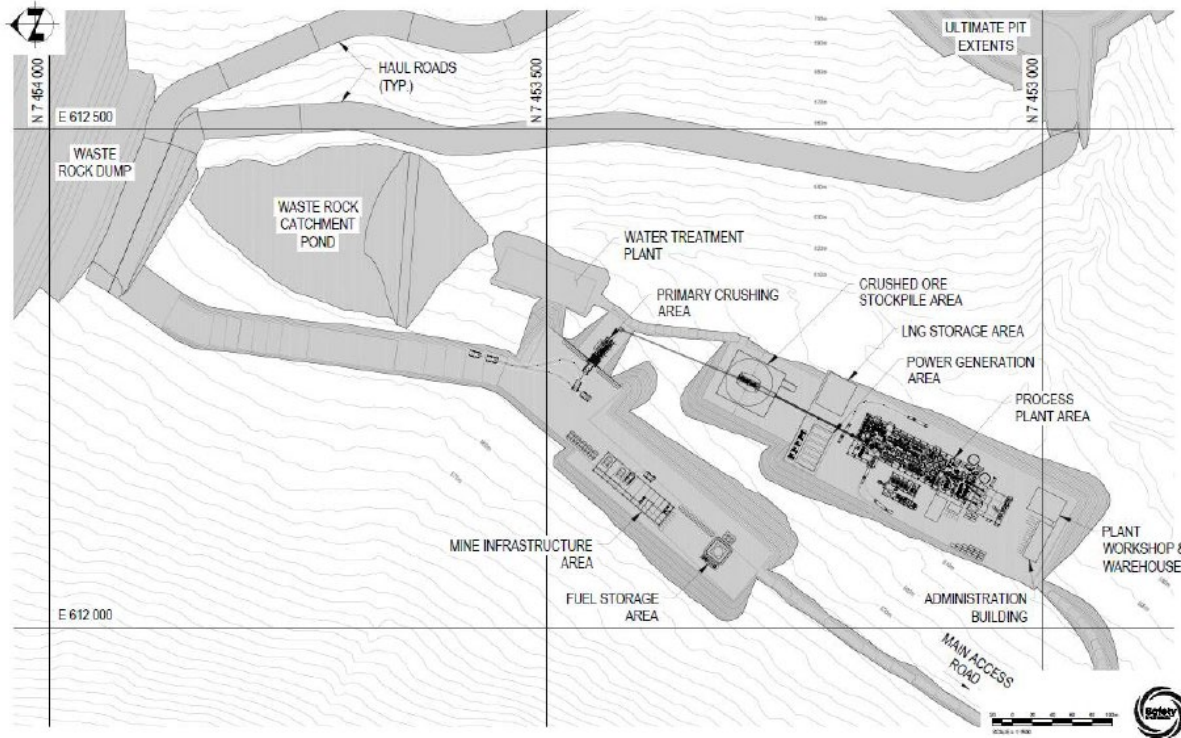 N 7 454 000
N 7 453 500
N 7 453 000
E 612 500
E 612 000
HAUL ROADS
(TYP.)
ULTIMATE PIT
EXTENTS
WASTE
ROCK DUMP
WASTE ROCK
CATCHMENT
POND
WATER TREATMENT
PLANT
PRIMARY CRUSHING
AREA
CRUSHED ORE
STOCKPILE AREA
LNG STORAGE AREA
POWER GENERATION
AREA
PROCESS
PLANT AREA
MINE INFRASTRUCTURE
AREA
FUEL STORAGE
AREA
PLANT
WORKSHOP &
WAREHOUSE
ADMINISTRATION
BUILDING
MAIN ACCESS
ROAD
Safety